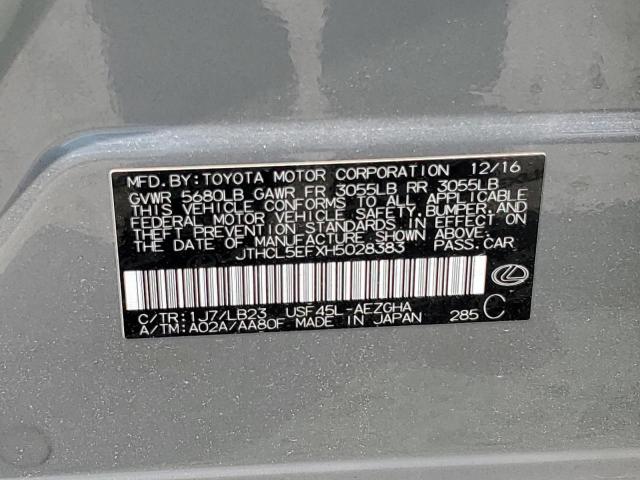 MFD.BY:TOYOTA MOTOR CORPORATION 12/16
GVWR 5680LB GAWR FR 3055LB RR 3055LB
THIS VEHICLE CONFORMS TO ALL APPLICABLE
FEDERAL MOTOR VEHICLE SAFETY, BUMPER, AND
THEFT PREVENTION STANDARDS IN EFFECT ON
THE DATE OF MANUFACTURE SHOWN ABOVE.
JTHCL5EFXH5028383 PASS.CAR
C/TR:1J7/LB23 USF45L-AEZGHA
A/TM:A02A/AA80F MADE IN JAPAN 285 C